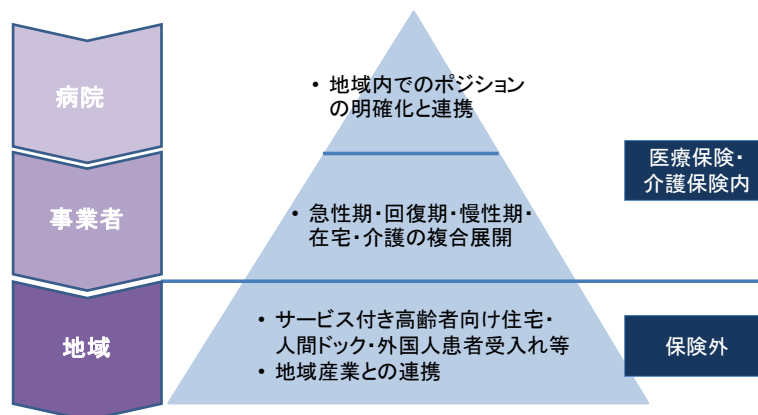 病院
・地域内でのポジション
の明確化と連携
医療保険・
介護保険内
事業者
・急性期・回復期・慢性期・
在宅・介護の複合展開
地域
・サービス付き高齢者向け住宅・
人間ドック・外国人患者受入れ等
・地域産業との連携
保険外